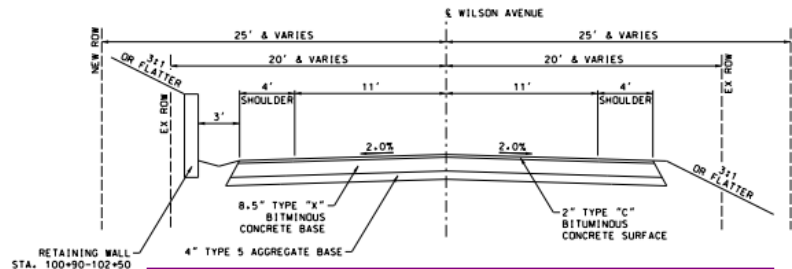 ℄ WILSON AVENUE
25' & VARIES
25' & VARIES
NEW ROW
3:1
OR FLATTER
20' & VARIES
20' & VARIES
EX ROW
EX ROW
4'
SHOULDER
11'
11'
4'
SHOULDER
3'
2.0%
2.0%
3:1
OR FLATTER
8.5" TYPE "X"
BITMINOUS
CONCRETE BASE
2" TYPE "C"
BITUMINOUS
CONCRETE SURFACE
4" TYPE 5 AGGREGATE BASE
RETAINING WALL
STA. 100+90-102+50